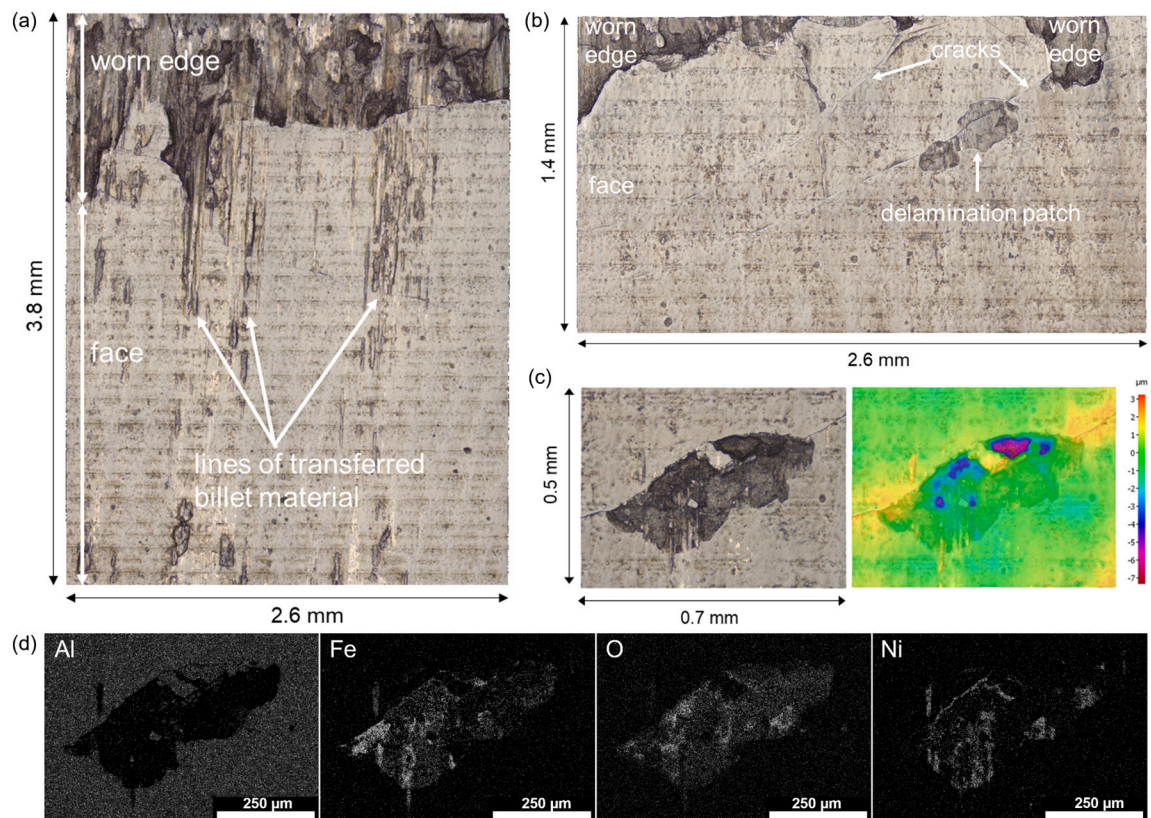 (a)
worn edge
3.8 mm
face
lines of transferred
billet material
2.6 mm
(b)
worn
edge
cracks
worn
edge
1.4 mm
face
delamination patch
2.6 mm
(c)
0.5 mm
0.7 mm
µm
3
2
1
0
-1
-2
-3
-4
-5
-6
-7
(d)
Al
250 µm
Fe
250 µm
O
250 µm
Ni
250 µm